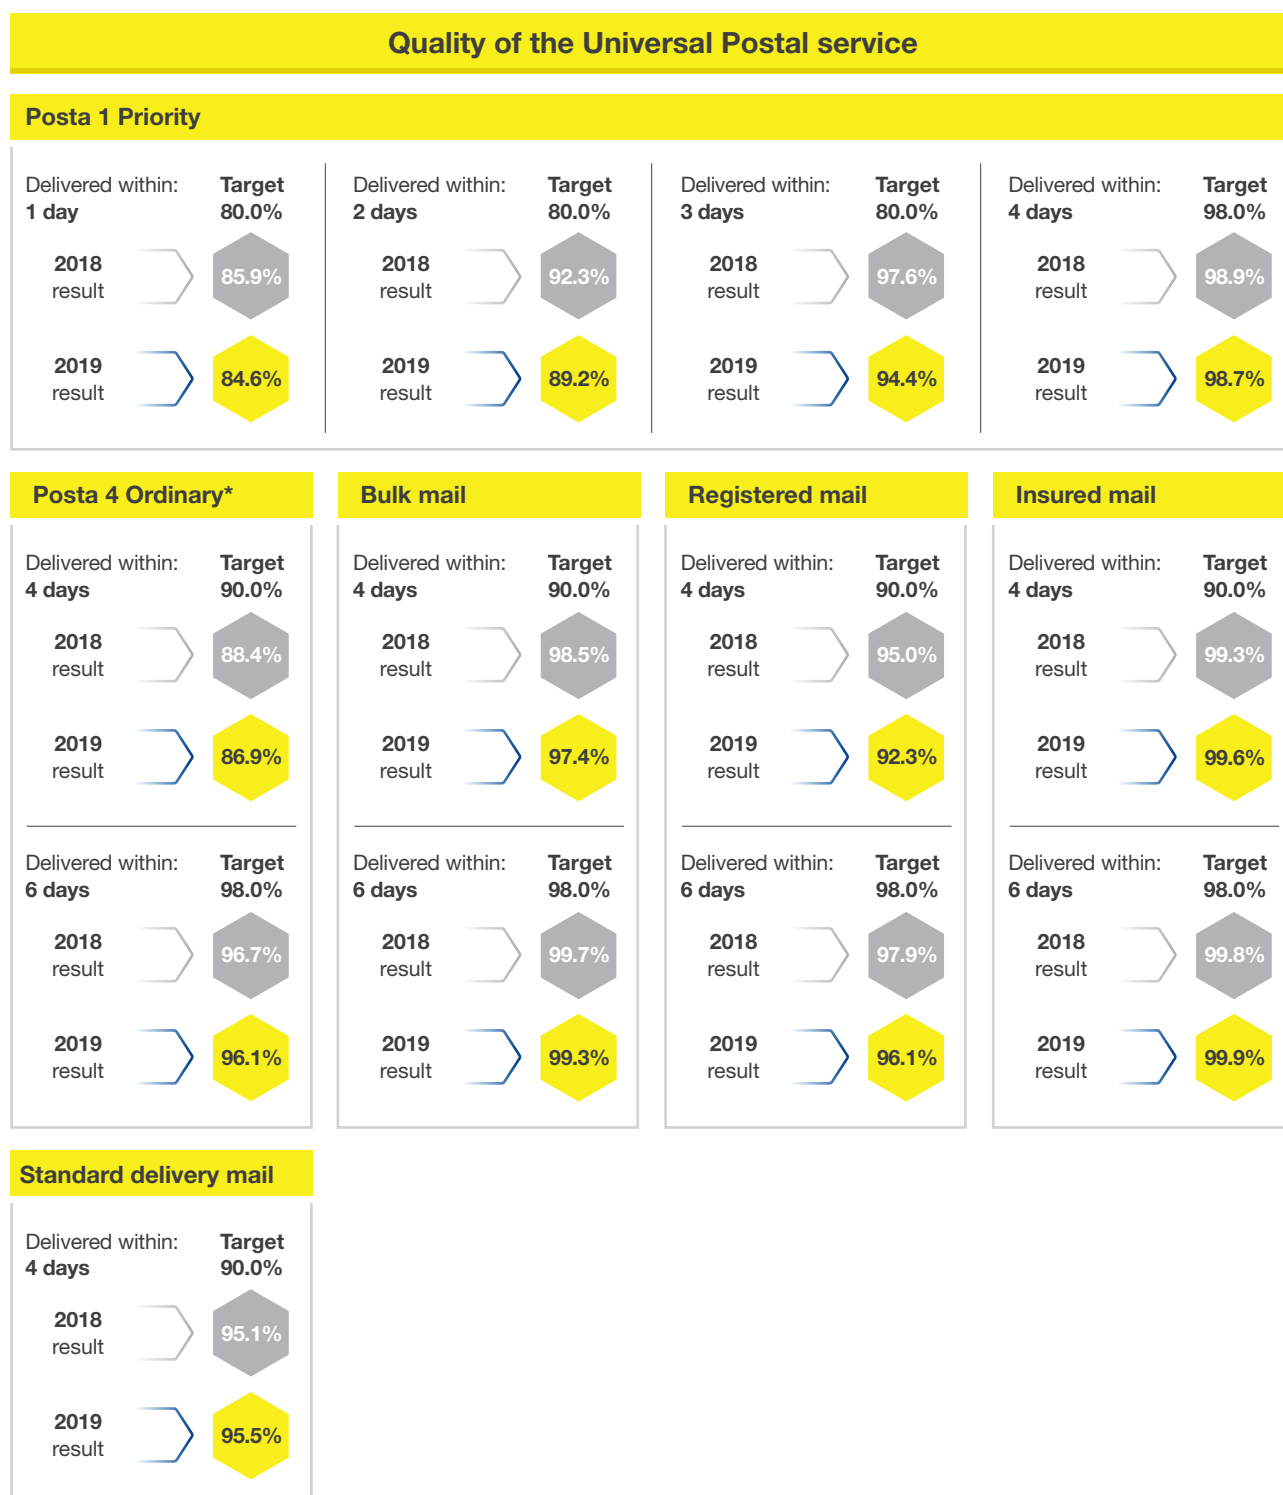 Quality of the Universal Postal service
Posta 1 Priority
Delivered within: Target
1 day 80.0%
2018
result
85.9%
2019
result
84.6%
Delivered within: Target
2 days 80.0%
2018
result
92.3%
2019
result
89.2%
Delivered within: Target
3 days 80.0%
2018
result
97.6%
2019
result
94.4%
Delivered within: Target
4 days 98.0%
2018
result
98.9%
2019
result
98.7%
Posta 4 Ordinary*
Delivered within: Target
4 days 90.0%
2018
result
88.4%
2019
result
86.9%
Delivered within: Target
6 days 98.0%
2018
result
96.7%
2019
result
96.1%
Bulk mail
Delivered within: Target
4 days 90.0%
2018
result
98.5%
2019
result
97.4%
Delivered within: Target
6 days 98.0%
2018
result
99.7%
2019
result
99.3%
Registered mail
Delivered within: Target
4 days 90.0%
2018
result
95.0%
2019
result
92.3%
Delivered within: Target
6 days 98.0%
2018
result
97.9%
2019
result
96.1%
Insured mail
Delivered within: Target
4 days 90.0%
2018
result
99.3%
2019
result
99.6%
Delivered within: Target
6 days 98.0%
2018
result
99.8%
2019
result
99.9%
Standard delivery mail
Delivered within: Target
4 days 90.0%
2018
result
95.1%
2019
result
95.5%